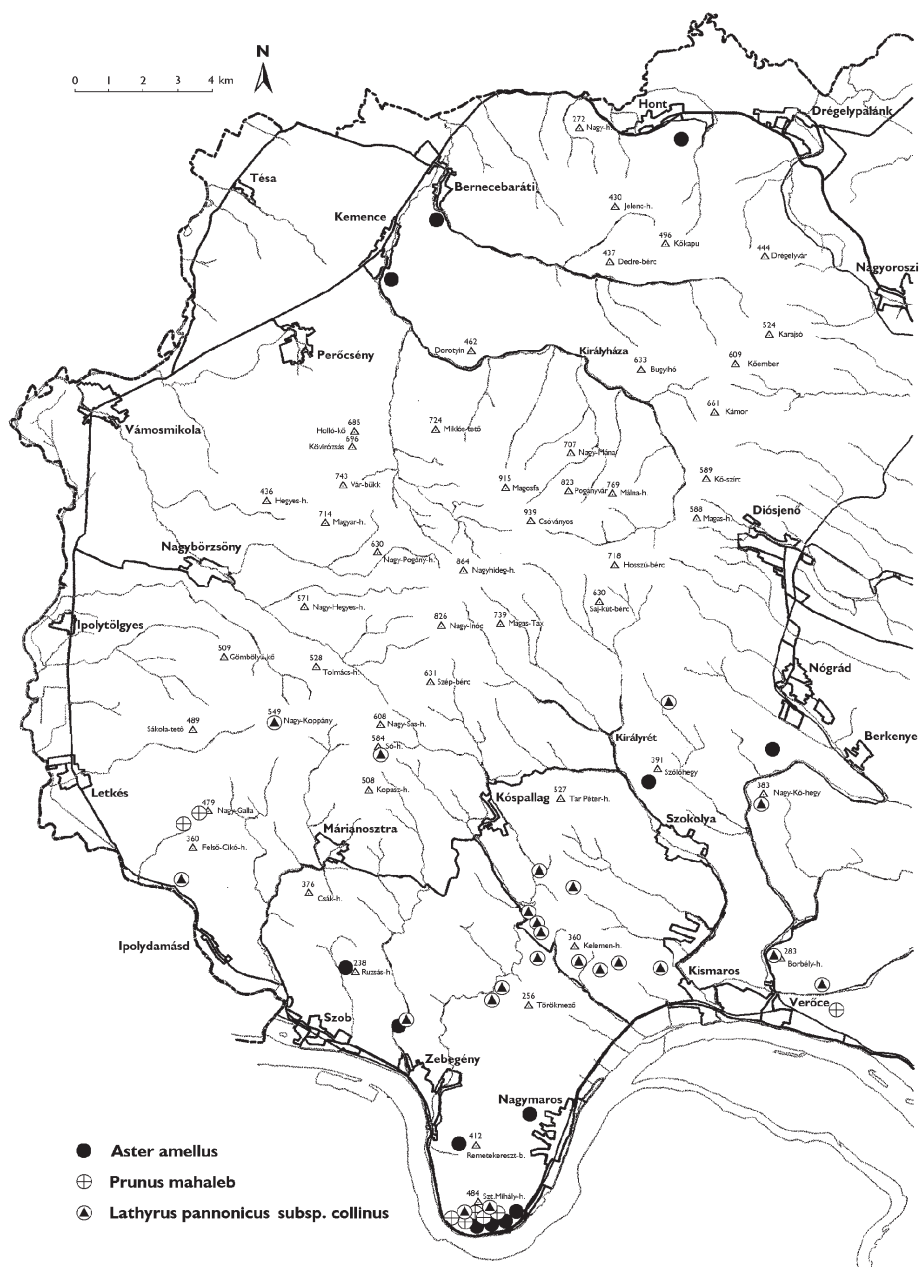 N
0 1 2 3 4 km
Hont
Drégelypalánk
272
Nagy-h.
Tésa
Bernecebaráti
430
Jelenc-h.
Kemence
496
Kőkapu
437
Dedre-bérc
444
Drégelyvár
Nagyoroszi
524
Karajsó
Perőcsény
462
Dorotyin
Királyháza
633
Bugyihó
609
Kőember
661
Kámor
Vámosmikola
685
Holló-kő
696
Kövirózsás
724
Miklós-tető
707
Nagy-Mána
743
Vár-bükk
915
Magosfa
823
Pogányvár
769
Málna-h.
589
Kő-szirt
436
Hegyes-h.
714
Magyar-h.
939
Csóványos
588
Magas-h.
Diósjenő
Nagybörzsöny
630
Nagy-Pogány-h.
864
Nagyhideg-h.
718
Hosszú-bérc
571
Nagy-Hegyes-h.
630
Saj-kút-bérc
Ipolytölgyes
826
Nagy-Inóc
739
Magas-Tax
509
Gömbölyű-kő
528
Tolmács-h.
631
Szép-bérc
Nógrád
549
Nagy-Koppány
489
Sákola-tető
608
Nagy-Sas-h.
584
Só-h.
Királyrét
391
Szőlőhegy
Berkenye
Letkés
508
Kopasz-h.
Kóspallag
527
Tar Péter-h.
383
Nagy-Kő-hegy
479
Nagy-Galla
Márianosztra
Szokolya
360
Felső-Cikó-h.
376
Csák-h.
Ipolydamásd
360
Kelemen-h.
238
Ruzsás-h.
Kismaros
283
Borbély-h.
256
Törökmező
Verőce
Szob
Zebegény
Nagymaros
412
Remetekereszt-b.
484
Szt.Mihály-h.
Aster amellus
Prunus mahaleb
Lathyrus pannonicus subsp. collinus